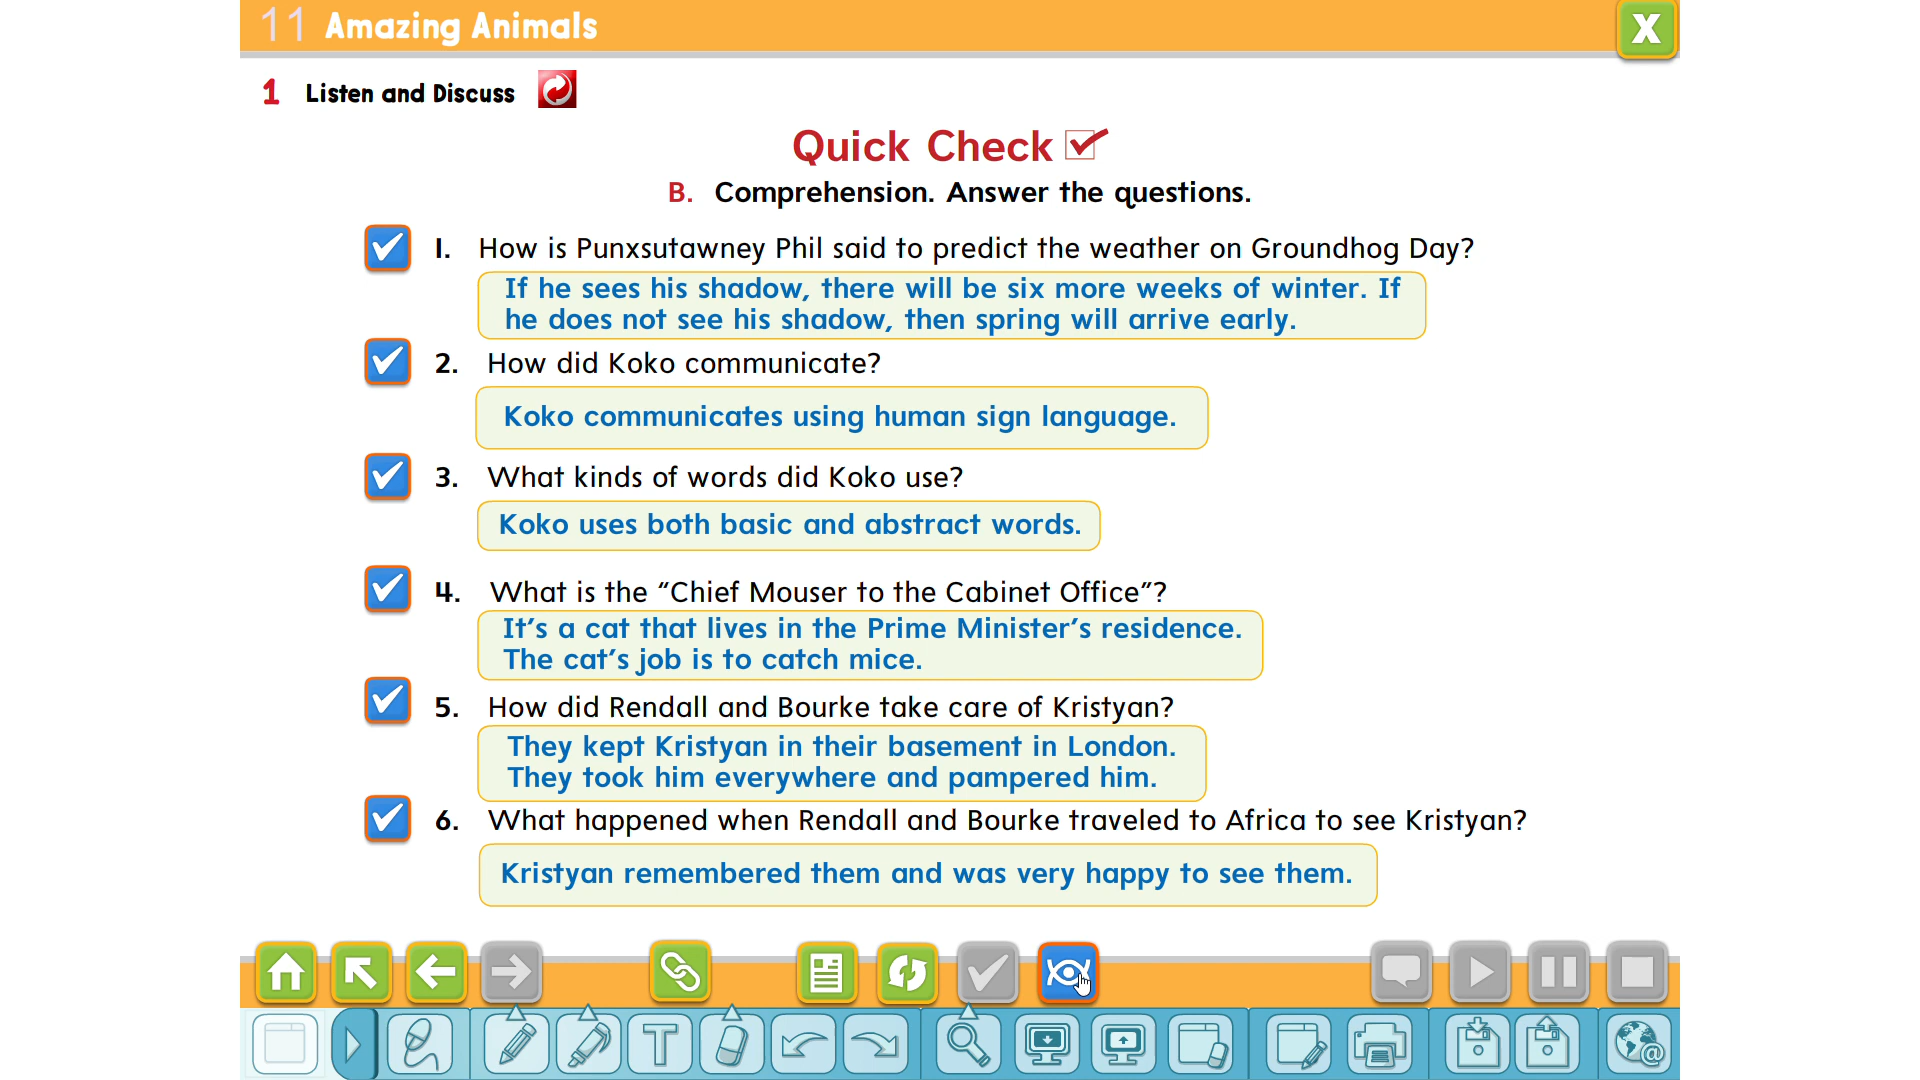 11 Amazing Animals
X
1 Listen and Discuss
Quick Check
B. Comprehension. Answer the questions.
1. How is Punxsutawney Phil said to predict the weather on Groundhog Day?
If he sees his shadow, there will be six more weeks of winter. If
he does not see his shadow, then spring will arrive early.
2. How did Koko communicate?
Koko communicates using human sign language.
3. What kinds of words did Koko use?
Koko uses both basic and abstract words.
4. What is the “Chief Mouser to the Cabinet Office”?
It’s a cat that lives in the Prime Minister’s residence.
The cat’s job is to catch mice.
5. How did Rendall and Bourke take care of Kristyan?
They kept Kristyan in their basement in London.
They took him everywhere and pampered him.
6. What happened when Rendall and Bourke traveled to Africa to see Kristyan?
Kristyan remembered them and was very happy to see them.
T
@